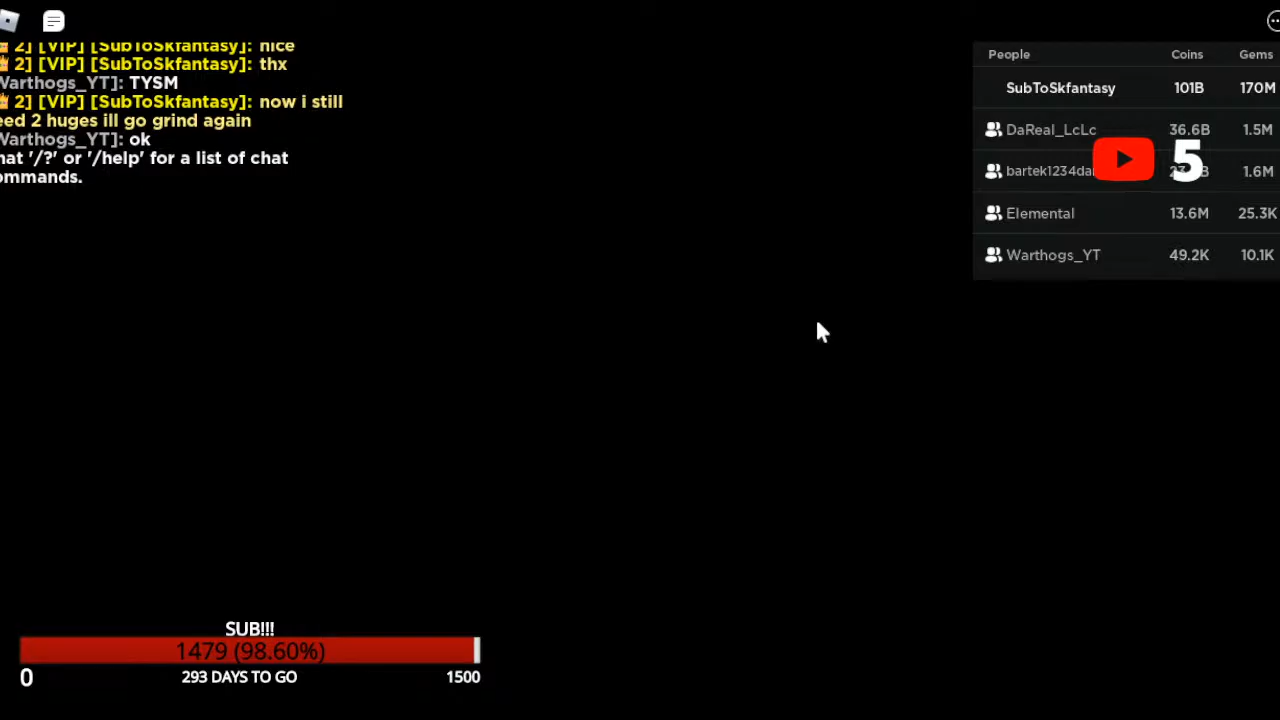 2] [VIP] [SubToSkfantasy]: nice
2] [VIP] [SubToSkfantasy]: thx
Warthogs_YT]: TYSM
2] [VIP] [SubToSkfantasy]: now i still
eed 2 huges ill go grind again
Warthogs_YT]: ok
hat '/?' or '/help' for a list of chat
ommands.
People Coins Gems
SubToSkfantasy 101B 170M
DaReal_LcLc 36.6B 1.5M
bartek1234da 1.6M
5
Elemental 13.6M 25.3K
Warthogs_YT 49.2K 10.1K
SUB!!!
1479 (98.60%)
0 293 DAYS TO GO 1500